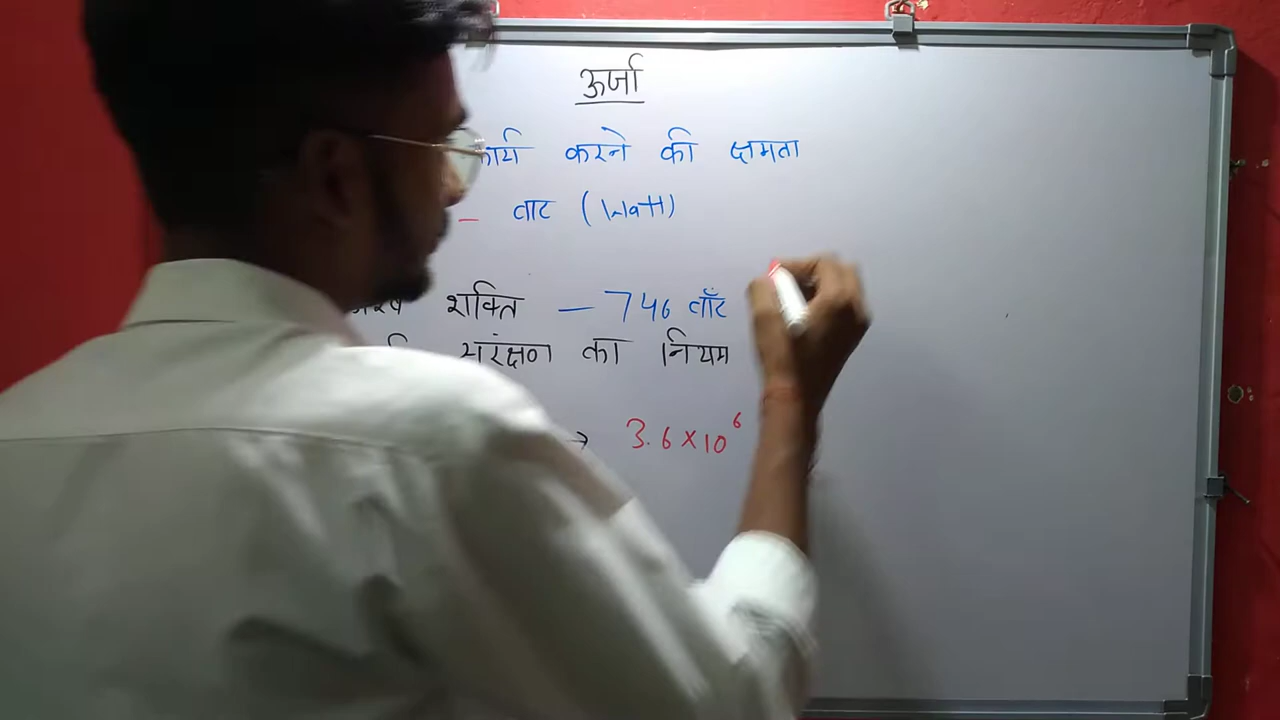 ऊर्जा
कार्य करने की क्षमता
– वाट (Watt)
शक्ति – 746 वाँट
संरक्षण का नियम
→ 3.6×10⁶